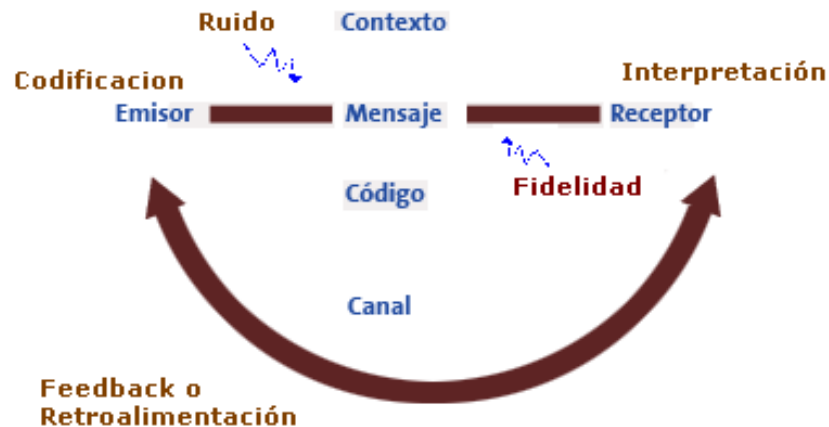 Ruido
Contexto
Codificacion
Interpretación
Emisor
Mensaje
Receptor
Fidelidad
Código
Canal
Feedback o
Retroalimentación